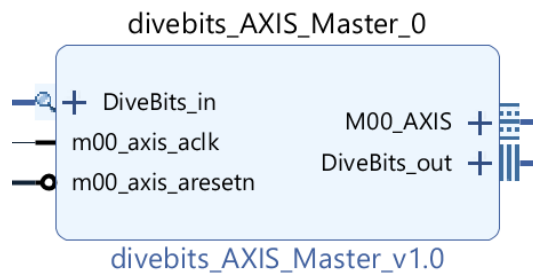 divebits_AXIS_Master_0
DiveBits_in
m00_axis_aclk
m00_axis_aresetn
M00_AXIS
DiveBits_out
divebits_AXIS_Master_v1.0